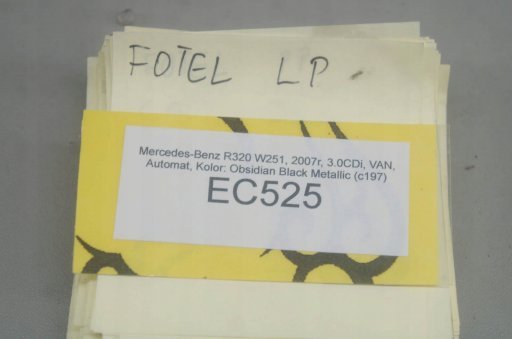 FOTEL LP
Mercedes-Benz R320 W251, 2007r, 3.0CDi, VAN,
Automat, Kolor: Obsidian Black Metallic (c197)
EC525